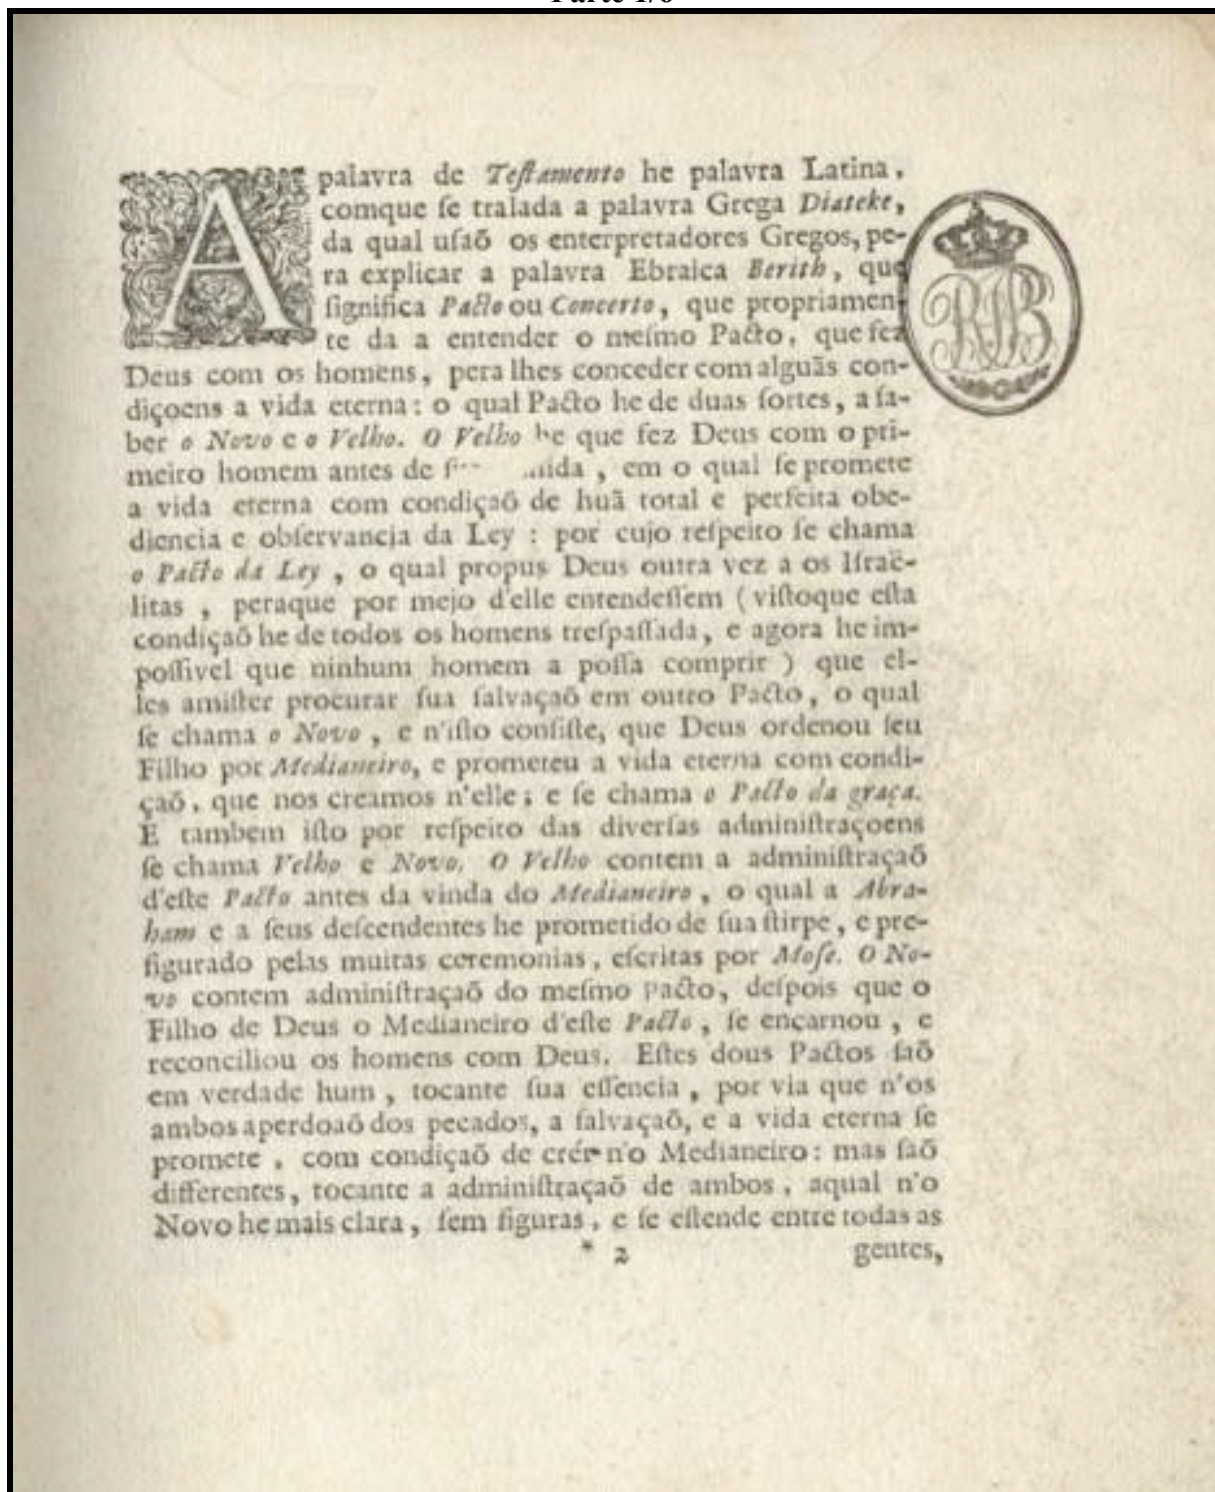 A palavra de Teſtamento he palavra Latina,
comque ſe tralada a palavra Grega Diateke,
da qual uſaõ os enterpretadores Gregos, pe-
ra explicar a palavra Ebraica Berith, que
ſignifica Pacto ou Concerto, que propriamen-
te da a entender o meſmo Pacto, que fez
Deus com os homens, pera lhes conceder com alguãs con-
diçoens a vida eterna: o qual Pacto he de duas ſortes, a ſa-
ber o Novo e o Velho. O Velho he que fez Deus com o pri-
meiro homem antes de , em o qual ſe promete
a vida eterna com condiçaõ de huã total e perfeita obe-
diencia e obſervancia da Ley : por cujo reſpeito ſe chama
o Pacto da Ley , o qual propus Deus outra vez a os Iſraë-
litas , peraque por mejo d'elle entendeſſem ( viſtoque eſta
condiçaõ he de todos os homens treſpaſſada, e agora he im-
poſſivel que ninhum homem a poſſa comprir ) que el-
les amiſter procurar ſua ſalvaçaõ em outro Pacto, o qual
ſe chama o Novo , e n'iſto conſiſte, que Deus ordenou ſeu
Filho por Medianeiro, e prometeu a vida eterna com condi-
çaõ, que nos creamos n'elle; e ſe chama o Pacto da graça.
E tambem iſto por reſpeito das diverſas adminiſtraçoens
ſe chama Velho e Novo. O Velho contem a adminiſtraçaõ
d'eſte Pacto antes da vinda do Medianeiro , o qual a Abra-
ham e a ſeus deſcendentes he prometido de ſua ſtirpe, e pre-
figurado pelas muitas ceremonias, eſcritas por Moſe. O No-
vo contem adminiſtraçaõ do meſmo Pacto, deſpois que o
Filho de Deus o Medianeiro d'eſte Pacto , ſe encarnou , e
reconciliou os homens com Deus. Eſtes dous Pactos ſaõ
em verdade hum , tocante ſua eſſencia , por via que n'os
ambos aperdoaõ dos pecados, a ſalvaçaõ, e a vida eterna ſe
promete , com condiçaõ de crér n'o Medianeiro: mas ſaõ
differentes, tocante a adminiſtraçaõ de ambos , aqual n'o
Novo he mais clara, ſem figuras, e ſe eſtende entre todas as
* 2 gentes,